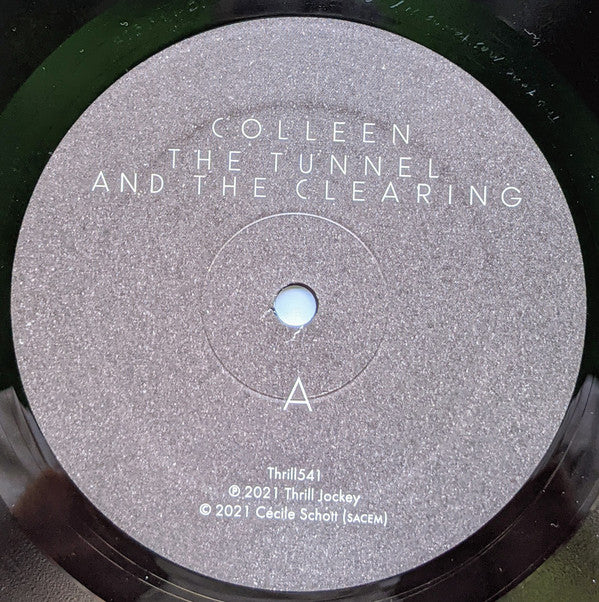 COLLEEN
THE TUNNEL
AND THE CLEARING
A
Thrill541
℗ 2021 Thrill Jockey
© 2021 Cécile Schott (SACEM)